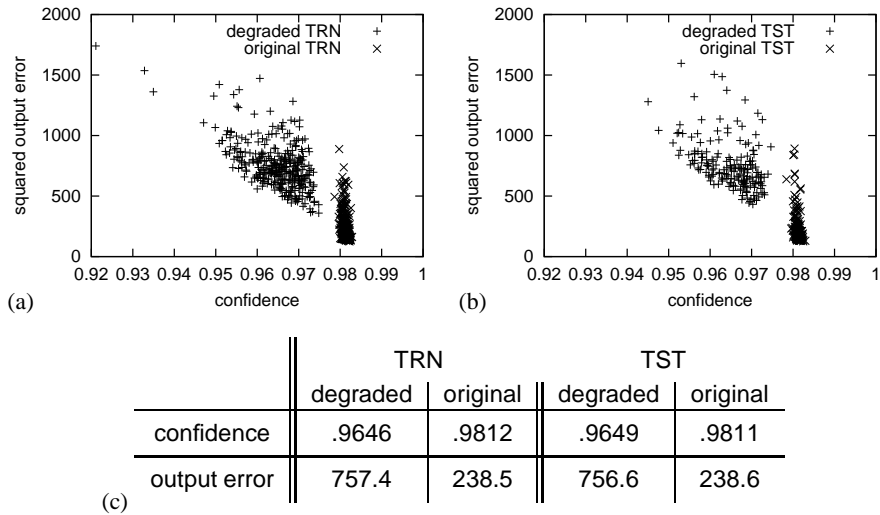 2000
1500
1000
500
0
squared output error
degraded TRN
original TRN
0.92 0.93 0.94 0.95 0.96 0.97 0.98 0.99 1
confidence
(a)
2000
1500
1000
500
0
squared output error
degraded TST
original TST
0.92 0.93 0.94 0.95 0.96 0.97 0.98 0.99 1
confidence
(b)
TRN TST
degraded original degraded original
confidence .9646 .9812 .9649 .9811
output error 757.4 238.5 756.6 238.6
(c)